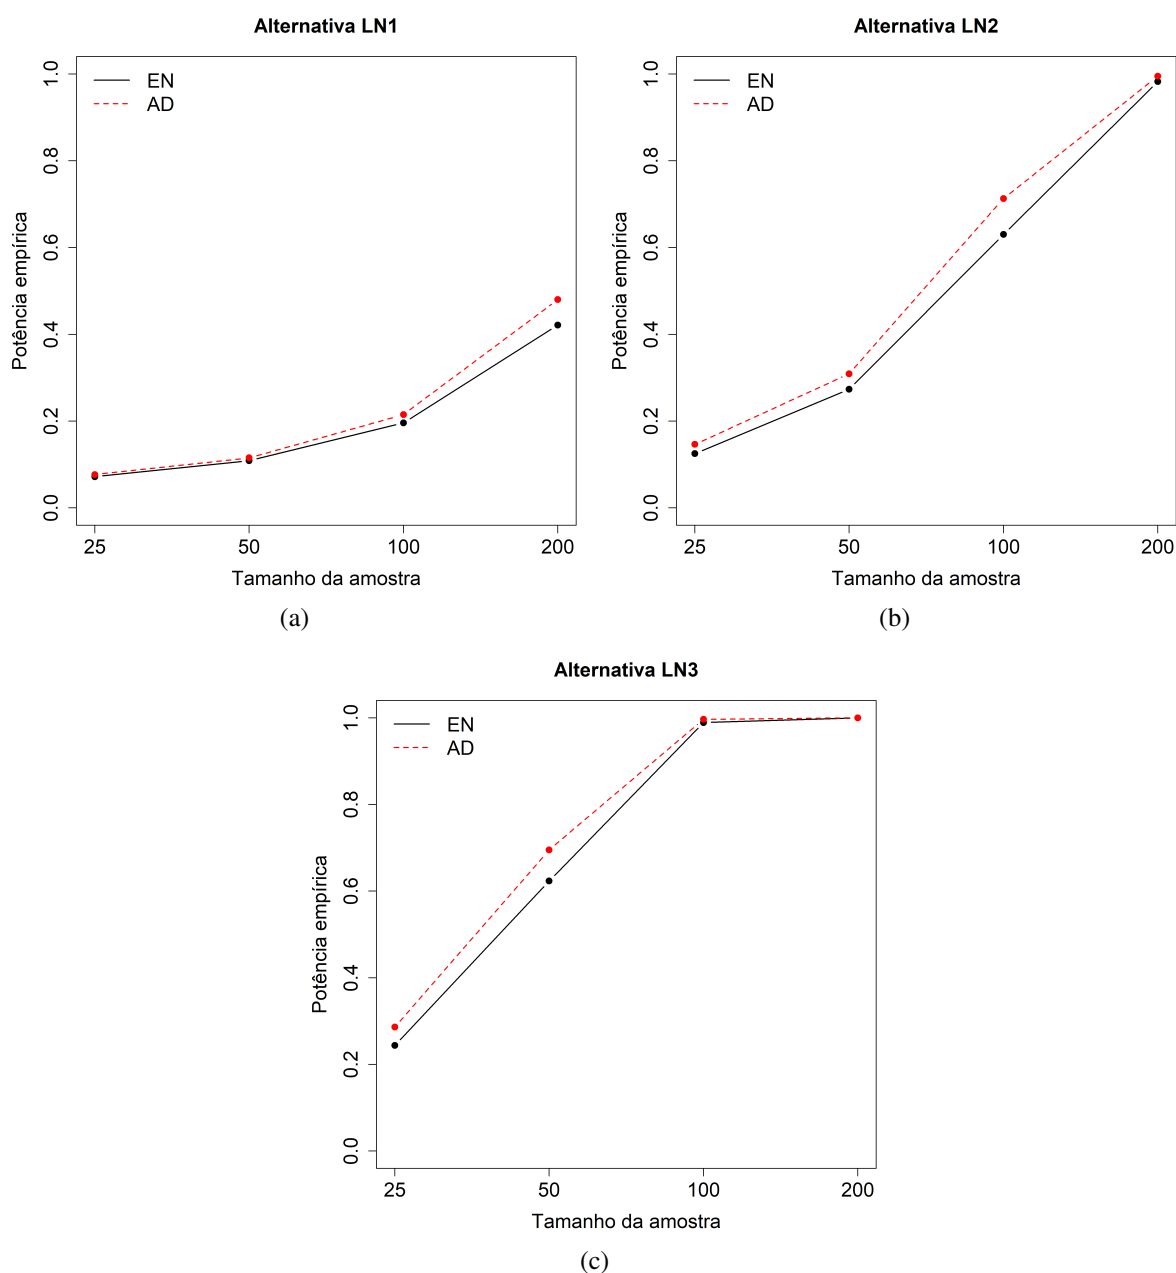 Alternativa LN1
EN
AD
1.0
0.8
0.6
0.4
0.2
0.0
Potência empírica
25 50 100 200
Tamanho da amostra
(a)
Alternativa LN2
EN
AD
1.0
0.8
0.6
0.4
0.2
0.0
Potência empírica
25 50 100 200
Tamanho da amostra
(b)
Alternativa LN3
EN
AD
1.0
0.8
0.6
0.4
0.2
0.0
Potência empírica
25 50 100 200
Tamanho da amostra
(c)